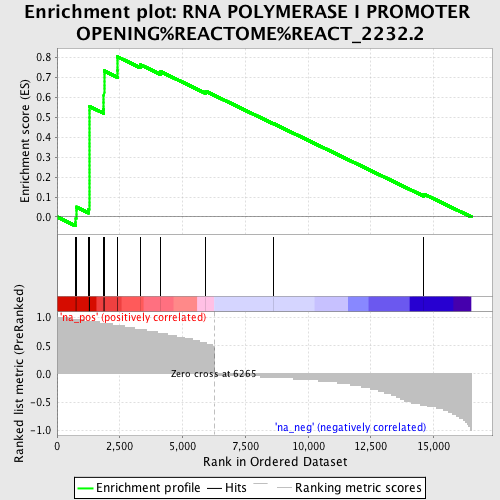 Enrichment plot: RNA POLYMERASE I PROMOTER
OPENING%REACTOME%REACT_2232.2
Enrichment score (ES)
0.8
0.7
0.6
0.5
0.4
0.3
0.2
0.1
0.0
Ranked list metric (PreRanked)
'na_pos' (positively correlated)
1.0
0.5
0.0
-0.5
-1.0
Zero cross at 6265
'na_neg' (negatively correlated)
0 2,500 5,000 7,500 10,000 12,500 15,000
Rank in Ordered Dataset
Enrichment profile Hits Ranking metric scores